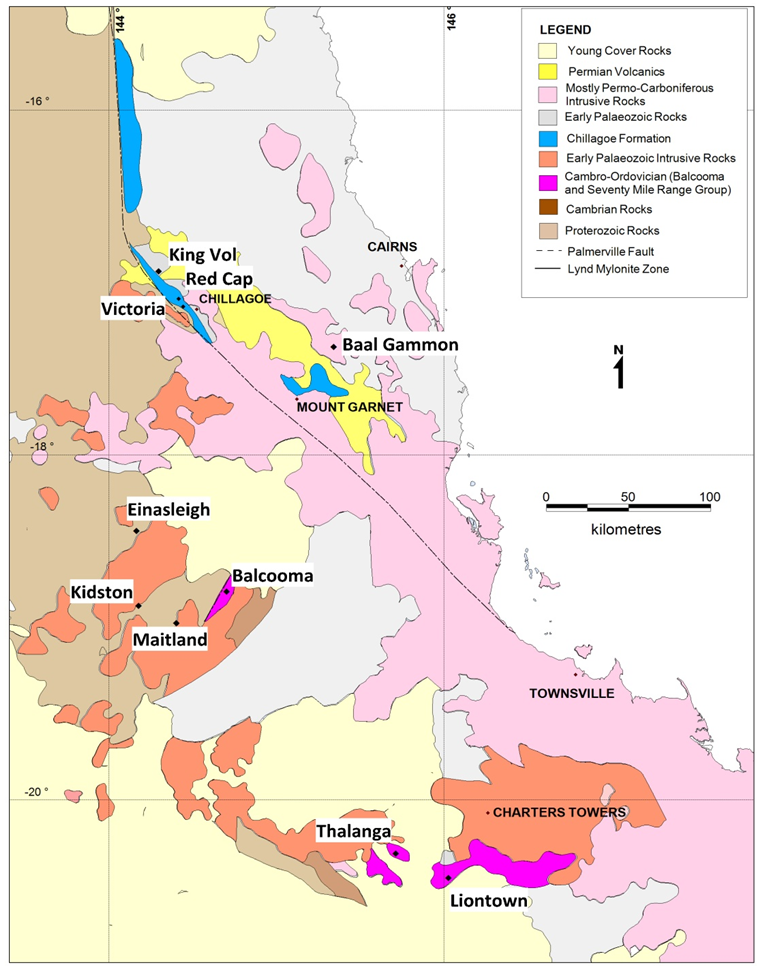 144 °
146 °
LEGEND
Young Cover Rocks
Permian Volcanics
Mostly Permo-Carboniferous
Intrusive Rocks
Early Palaeozoic Rocks
Chillagoe Formation
Early Palaeozoic Intrusive Rocks
Cambro-Ordovician (Balcooma
and Seventy Mile Range Group)
Cambrian Rocks
Proterozoic Rocks
Palmerville Fault
Lynd Mylonite Zone
-16 °
CAIRNS
King Vol
Red Cap
CHILLAGOE
Victoria
Baal Gammon
N
MOUNT GARNET
-18 °
0 50 100
kilometres
Einasleigh
Balcooma
Kidston
Maitland
TOWNSVILLE
-20 °
CHARTERS TOWERS
Thalanga
Liontown